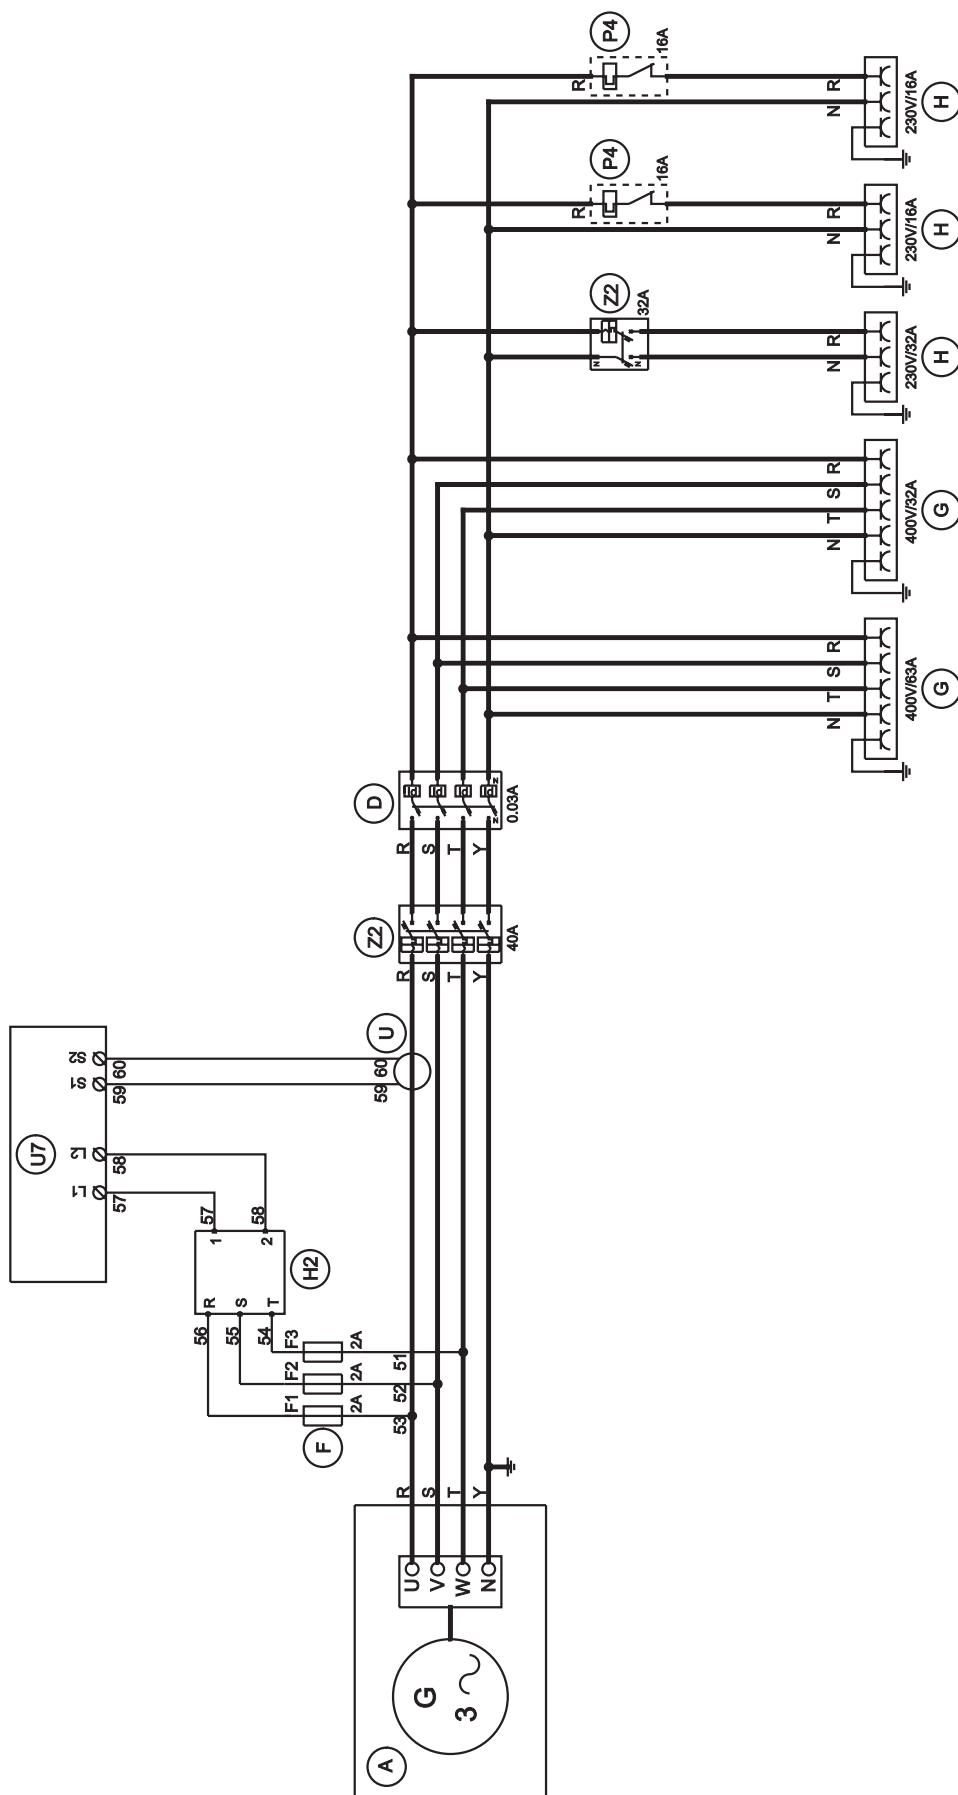 P4
16A
R
R
N
230V/16A
H
P4
16A
R
R
N
230V/16A
H
Z2
32A
N
N
R
N
230V/32A
H
R
S
T
N
400V/32A
G
R
S
T
N
400V/63A
G
D
N
N
0.03A
R
S
T
Y
Z2
40A
R
S
T
Y
U
59 60
U7
S2
S1
L2
L1
60
59
58
57
57
58
1
2
H2
R
S
T
56
55
54
F1
F2
F3
2A
2A
2A
F
53
52
51
R
S
T
Y
U
V
W
N
G
3
A